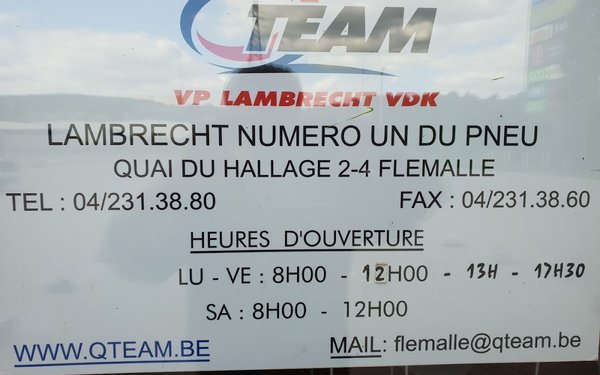 TEAM
VP LAMBRECHT VDK
LAMBRECHT NUMERO UN DU PNEU
QUAI DU HALLAGE 2-4 FLEMALLE
TEL : 04/231.38.80 FAX : 04/231.38.60
HEURES D'OUVERTURE
LU - VE : 8H00 - 12H00 - 13H - 17H30
SA : 8H00 - 12H00
WWW.QTEAM.BE MAIL: flemalle@qteam.be